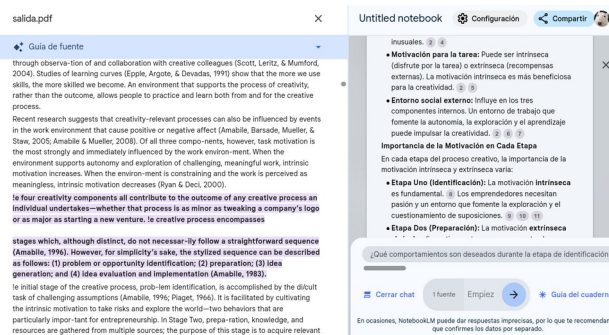 salida.pdf
Guía de fuente
through observa-tion of and collaboration with creative colleagues (Scott, Leritz, & Mumford,
2004). Studies of learning curves (Epple, Argote, & Devadas, 1991) show that the more we use
skills, the more skilled we become. An environment that supports the process of creativity,
rather than the outcome, allows people to practice and learn both from and for the creative
process.
Recent research suggests that creativity-relevant processes can also be influenced by events
in the work environment that cause positive or negative affect (Amabile, Barsade, Mueller, &
Staw, 2005; Amabile & Mueller, 2008). Of all three compo-nents, however, task motivation is
the most strongly and immediately influenced by the work environ-ment. When the
environment supports autonomy and exploration of challenging, meaningful work, intrinsic
motivation increases. When the environ-ment is constraining and the work is perceived as
meaningless, intrinsic motivation decreases (Ryan & Deci, 2000).
!e four creativity components all contribute to the outcome of any creative process an
individual undertakes—whether that process is as minor as tweaking a company's logo
or as major as starting a new venture. !e creative process encompasses
stages which, although distinct, do not necessar-ily follow a straightforward sequence
(Amabile, 1996). However, for simplicity's sake, the stylized sequence can be described
as follows: (1) problem or opportunity identification; (2) preparation; (3) idea
generation; and (4) idea evaluation and implementation (Amabile, 1983).
!e initial stage of the creative process, prob-lem identification, is accomplished by the di/cult
task of challenging assumptions (Amabile, 1996; Piaget, 1966). It is facilitated by cultivating
the intrinsic motivation to take risks and explore the world—two behaviors that are
particularly impor-tant for entrepreneurship. In Stage Two, prepa-ration, knowledge, and
resources are gathered from multiple sources; the purpose of this stage is to acquire relevant
Untitled notebook
Configuración
Compartir
inusuales. 2 4
• Motivación para la tarea: Puede ser intrínseca
(disfrute por la tarea) o extrínseca (recompensas
externas). La motivación intrínseca es más beneficiosa
para la creatividad. 2 5
• Entorno social externo: Influye en los tres
componentes internos. Un entorno de trabajo que
fomente la autonomía, la exploración y el aprendizaje
puede impulsar la creatividad. 2 6 7
Importancia de la Motivación en Cada Etapa
En cada etapa del proceso creativo, la importancia de la
motivación intrínseca y extrínseca varía:
• Etapa Uno (Identificación): La motivación intrínseca
es fundamental. 8 Los emprendedores necesitan
pasión y un entorno que fomente la exploración y el
cuestionamiento de suposiciones. 9 10 11
• Etapa Dos (Preparación): La motivación extrínseca
¿Qué comportamientos son deseados durante la etapa de identificación
Cerrar chat
1 fuente
Empiez
Guía del cuadern
En ocasiones, NotebookLM puede dar respuestas imprecisas, por lo que te recomendar
que confirmes los datos por separado.